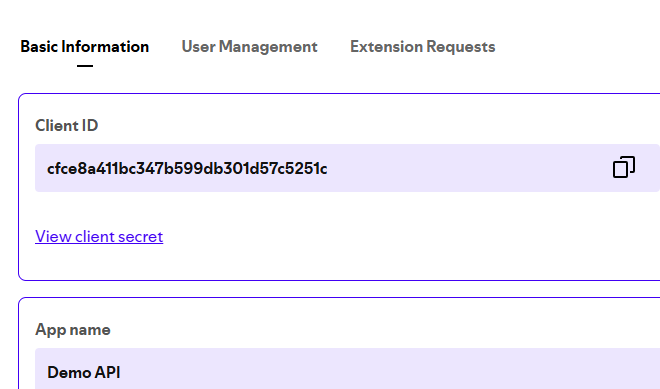 Basic Information User Management Extension Requests
Client ID
cfce8a411bc347b599db301d57c5251c
View client secret
App name
Demo API